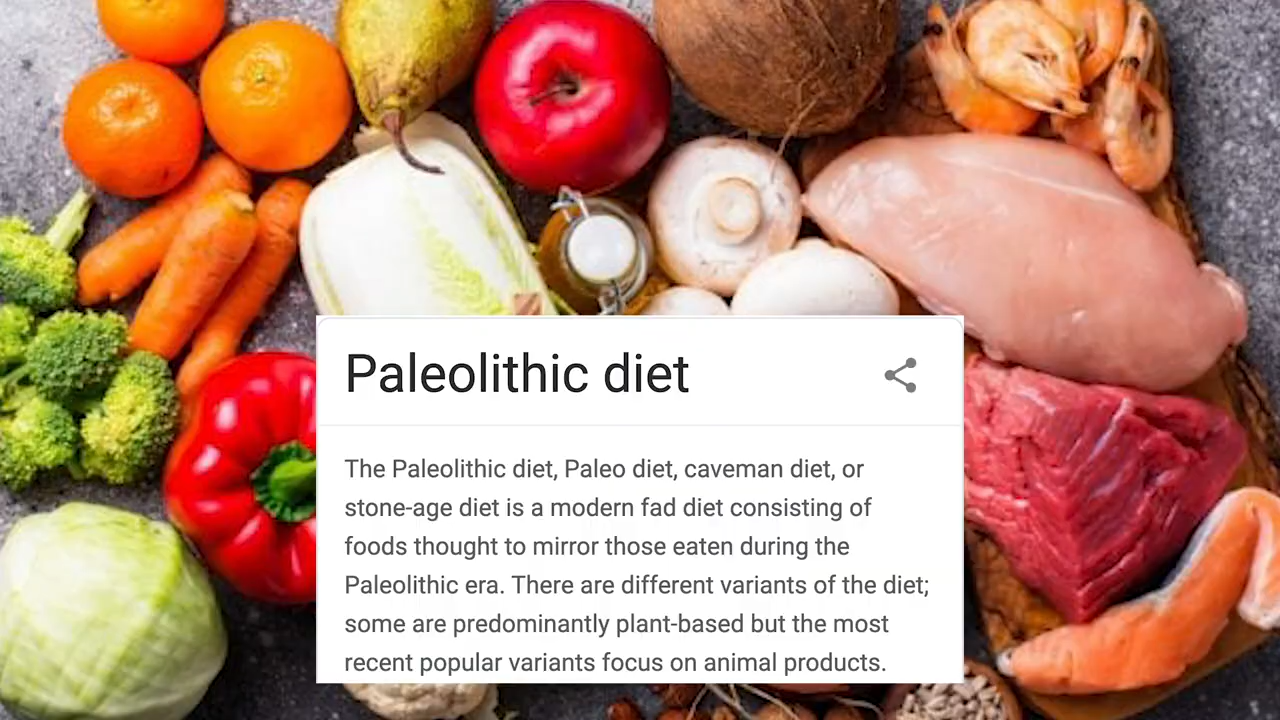 Paleolithic diet
The Paleolithic diet, Paleo diet, caveman diet, or
stone-age diet is a modern fad diet consisting of
foods thought to mirror those eaten during the
Paleolithic era. There are different variants of the diet;
some are predominantly plant-based but the most
recent popular variants focus on animal products.